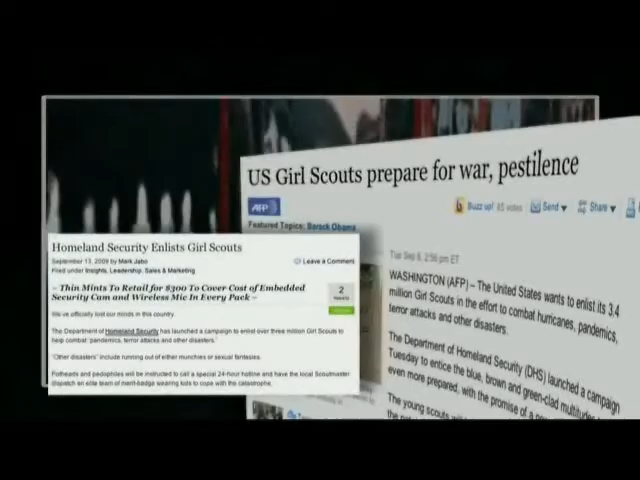 US Girl Scouts prepare for war, pestilence
AFP
Buzz up! 85 votes Send Share
Featured Topics: Barack Obama
Tue Sep 8, 2:56 pm ET
WASHINGTON (AFP) – The United States wants to enlist its 3.4
million Girl Scouts in the effort to combat hurricanes, pandemics,
terror attacks and other disasters.
The Department of Homeland Security (DHS) launched a campaign
Tuesday to entice the blue, brown and green-clad multitudes
even more prepared, with the promise of a
The young scouts
Homeland Security Enlists Girl Scouts
September 13, 2009 by Mark Jabo
Leave a Comment
Filed under Insights, Leadership, Sales & Marketing
– Thin Mints To Retail for $300 To Cover Cost of Embedded
Security Cam and Wireless Mic In Every Pack –
2
tweets
We've officially lost our minds in this country.
The Department of Homeland Security has launched a campaign to enlist over three million Girl Scouts to
help combat "pandemics, terror attacks and other disasters."
"Other disasters" include running out of either munchies or sexual fantasies.
Potheads and pedophiles will be instructed to call a special 24-hour hotline and have the local Scoutmaster
dispatch an elite team of merit-badge wearing kids to cope with the catastrophe.